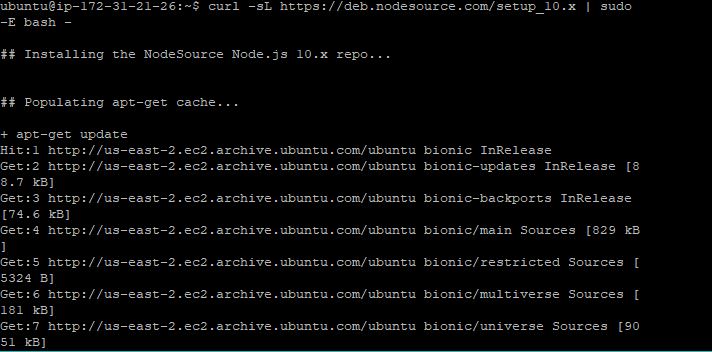 ubuntu@ip-172-31-21-26:~$ curl -sL https://deb.nodesource.com/setup_10.x | sudo
-E bash -
## Installing the NodeSource Node.js 10.x repo...
## Populating apt-get cache...
+ apt-get update
Hit:1 http://us-east-2.ec2.archive.ubuntu.com/ubuntu bionic InRelease
Get:2 http://us-east-2.ec2.archive.ubuntu.com/ubuntu bionic-updates InRelease [8
8.7 kB]
Get:3 http://us-east-2.ec2.archive.ubuntu.com/ubuntu bionic-backports InRelease
[74.6 kB]
Get:4 http://us-east-2.ec2.archive.ubuntu.com/ubuntu bionic/main Sources [829 kB
]
Get:5 http://us-east-2.ec2.archive.ubuntu.com/ubuntu bionic/restricted Sources [
5324 B]
Get:6 http://us-east-2.ec2.archive.ubuntu.com/ubuntu bionic/multiverse Sources [
181 kB]
Get:7 http://us-east-2.ec2.archive.ubuntu.com/ubuntu bionic/universe Sources [90
51 kB]